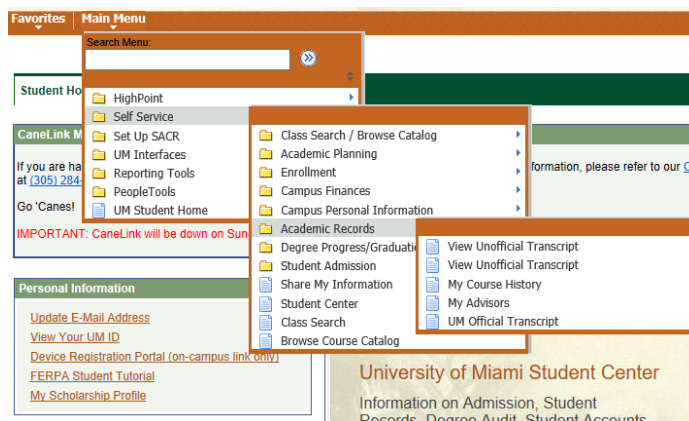 Favorites Main Menu
Search Menu:
Student Ho
HighPoint
Self Service
Set Up SACR
UM Interfaces
Reporting Tools
PeopleTools
UM Student Home
Class Search / Browse Catalog
Academic Planning
Enrollment
Campus Finances
Campus Personal Information
Academic Records
Degree Progress/Graduatio
Student Admission
Share My Information
Student Center
Class Search
Browse Course Catalog
View Unofficial Transcript
View Unofficial Transcript
My Course History
My Advisors
UM Official Transcript
CaneLink M
If you are ha
formation, please refer to our
at (305) 284-
Go 'Canes!
IMPORTANT: CaneLink will be down on Sun
Personal Information
Update E-Mail Address
View Your UM ID
Device Registration Portal (on-campus link only)
FERPA Student Tutorial
My Scholarship Profile
University of Miami Student Center
Information on Admission, Student
Records, Degree Audit, Student Accounts